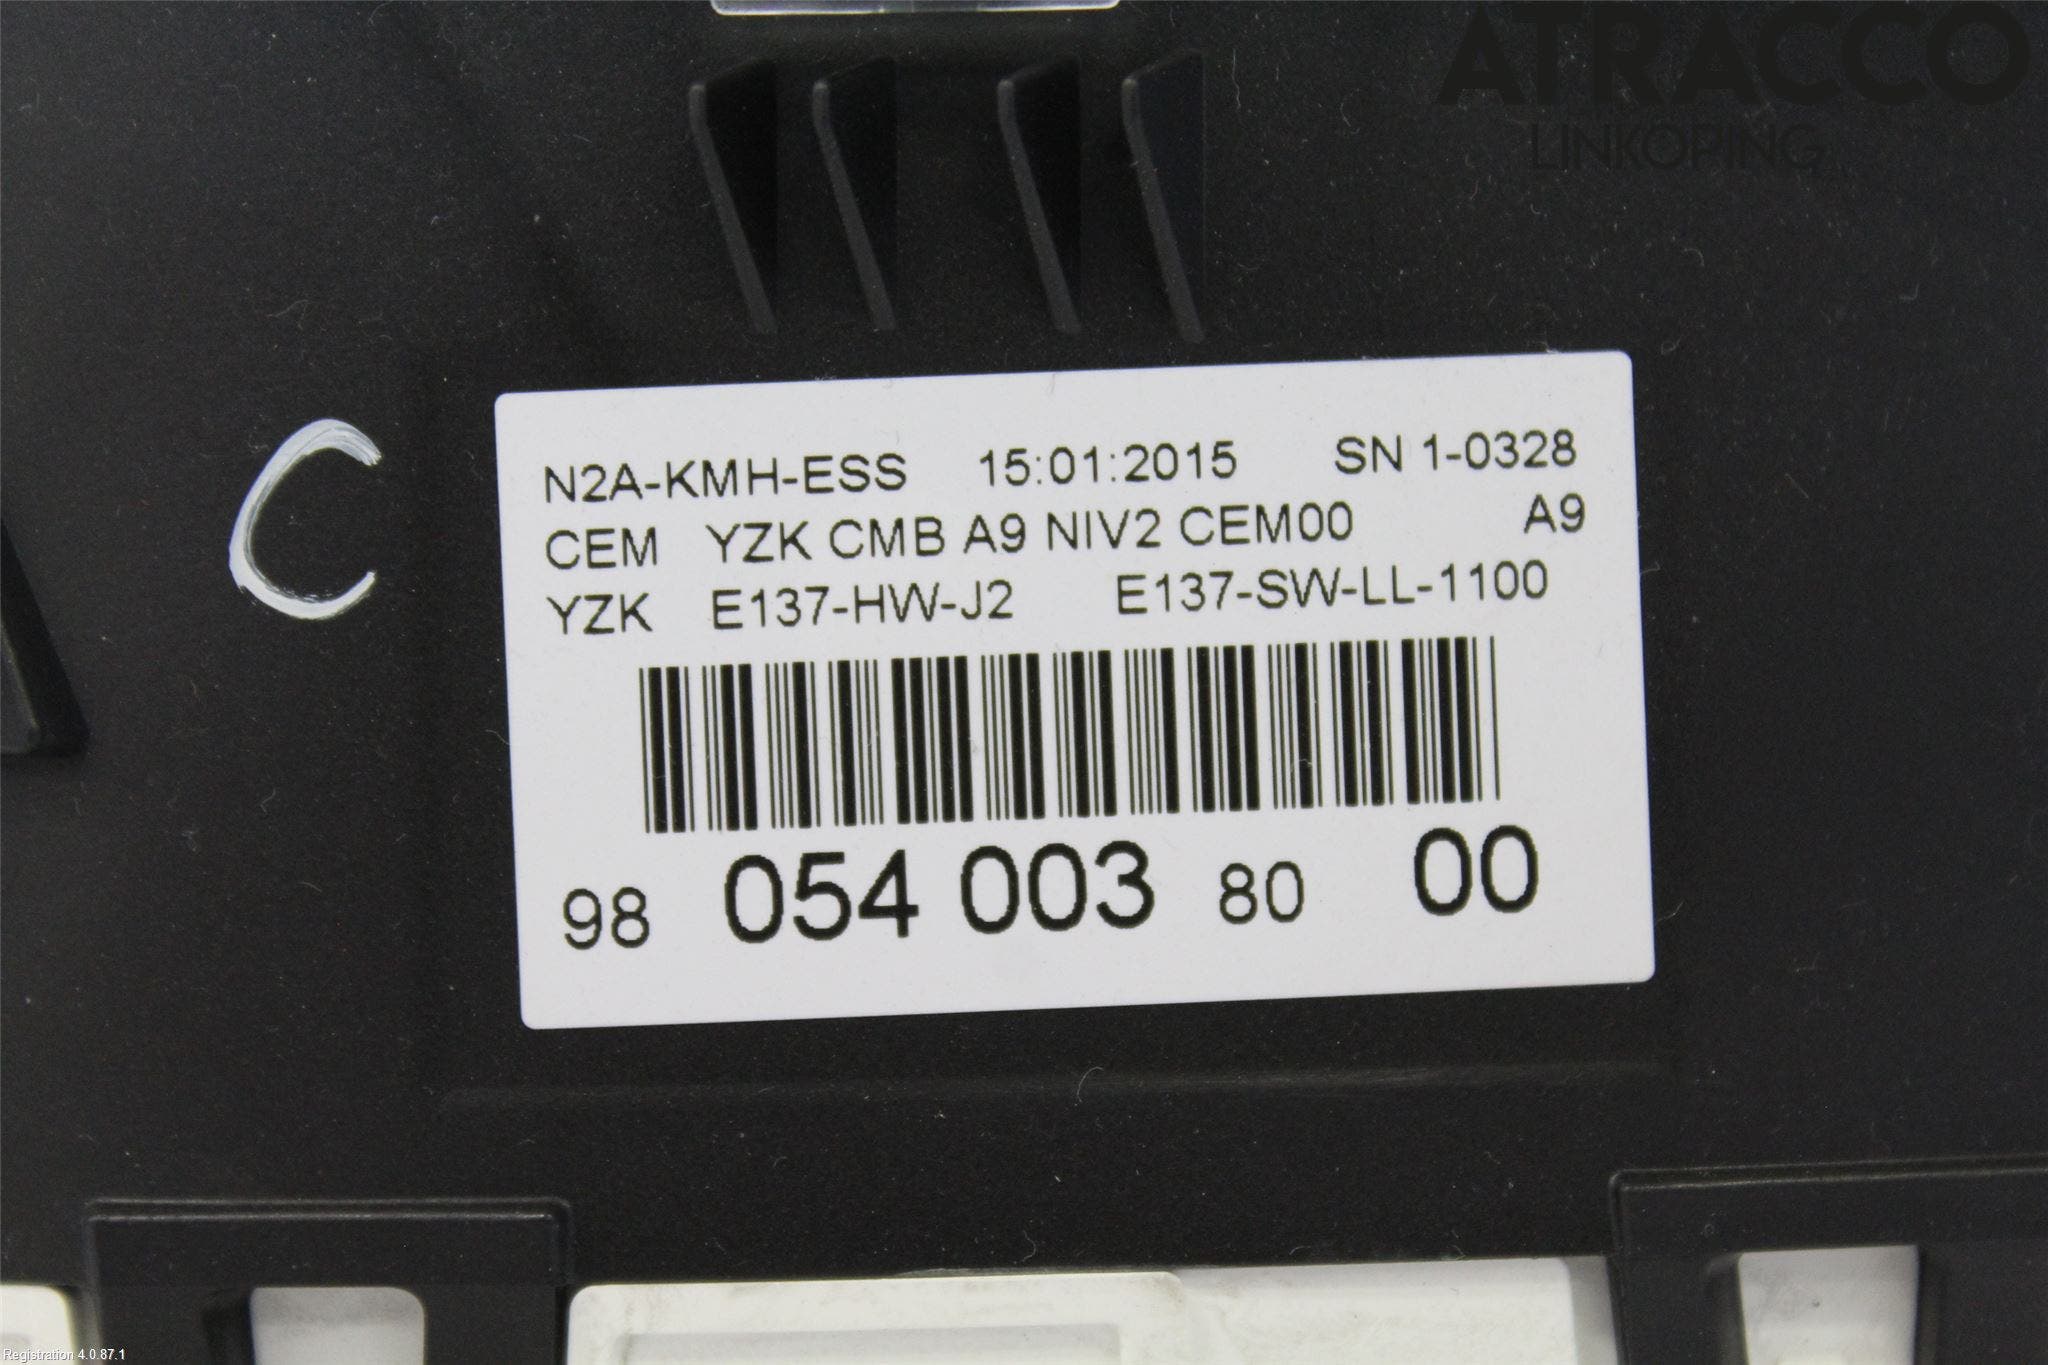 ATRACCO
LINKÖPING
C
N2A-KMH-ESS 15:01:2015 SN 1-0328
CEM YZK CMB A9 NIV2 CEM00 A9
YZK E137-HW-J2 E137-SW-LL-1100
98 054 003 80 00
Registration 4.0.87.1